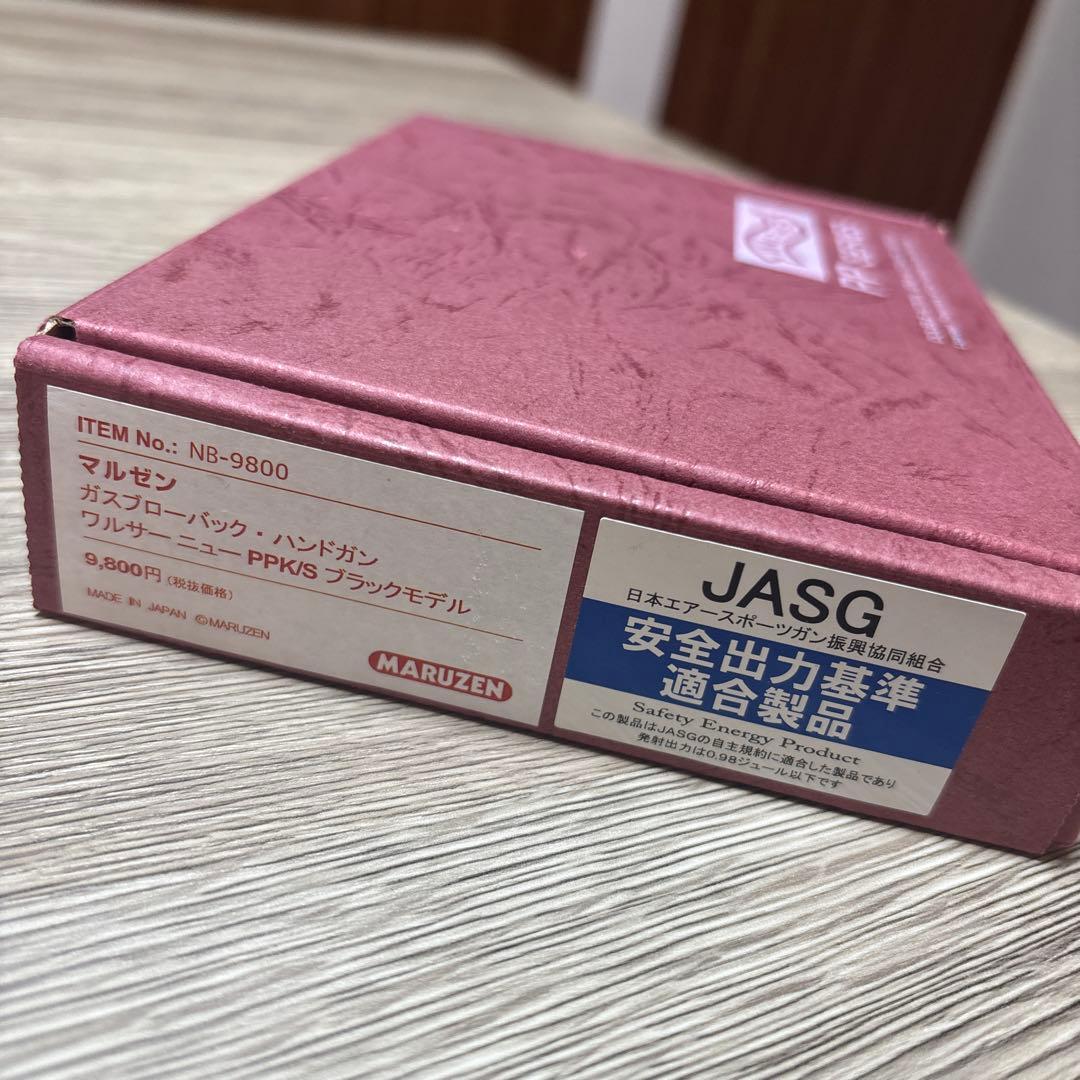 ITEM No.: NB-9800
マルゼン
ガスブローバック・ハンドガン
ワルサー ニュー PPK/S ブラックモデル
9,800円 (税抜価格)
MADE IN JAPAN ©MARUZEN
MARUZEN
JASG
日本エアースポーツガン振興協同組合
安全出力基準
適合製品
Safety Energy Product
この製品はJASGの自主規約に適合した製品であり
発射出力は0.98ジュール以下です